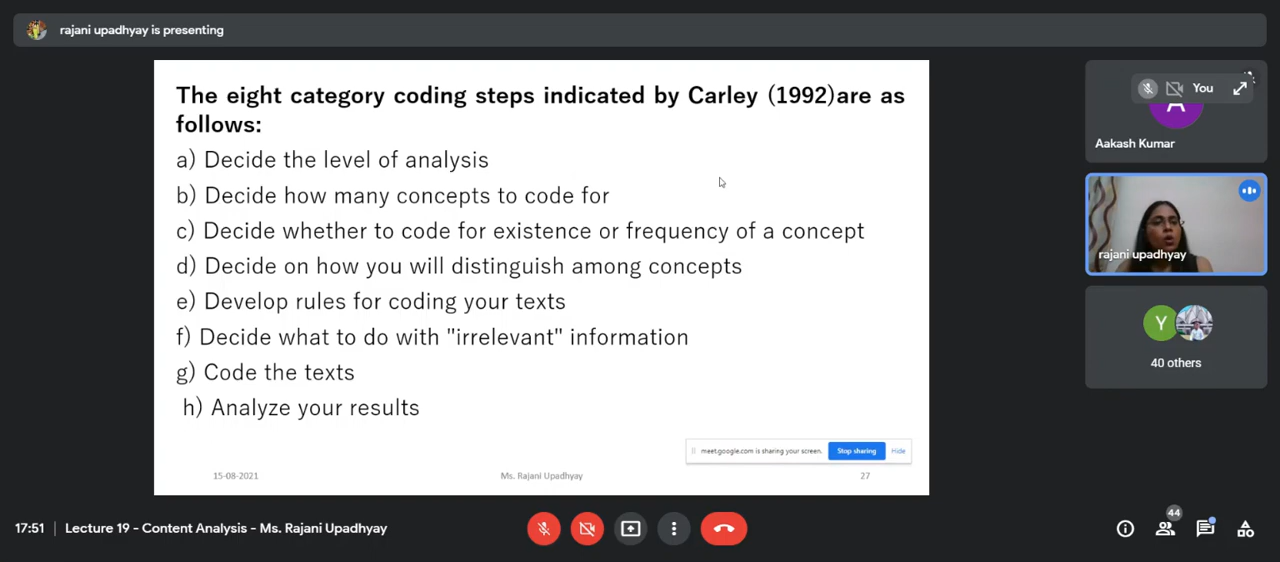 rajani upadhyay is presenting
The eight category coding steps indicated by Carley (1992)are as
follows:
a) Decide the level of analysis
b) Decide how many concepts to code for
c) Decide whether to code for existence or frequency of a concept
d) Decide on how you will distinguish among concepts
e) Develop rules for coding your texts
f) Decide what to do with "irrelevant" information
g) Code the texts
h) Analyze your results
meet.google.com is sharing your screen. Stop sharing Hide
15-08-2021 Ms. Rajani Upadhyay 27
You
A
Aakash Kumar
rajani upadhyay
Y
40 others
17:51 Lecture 19 - Content Analysis - Ms. Rajani Upadhyay
44